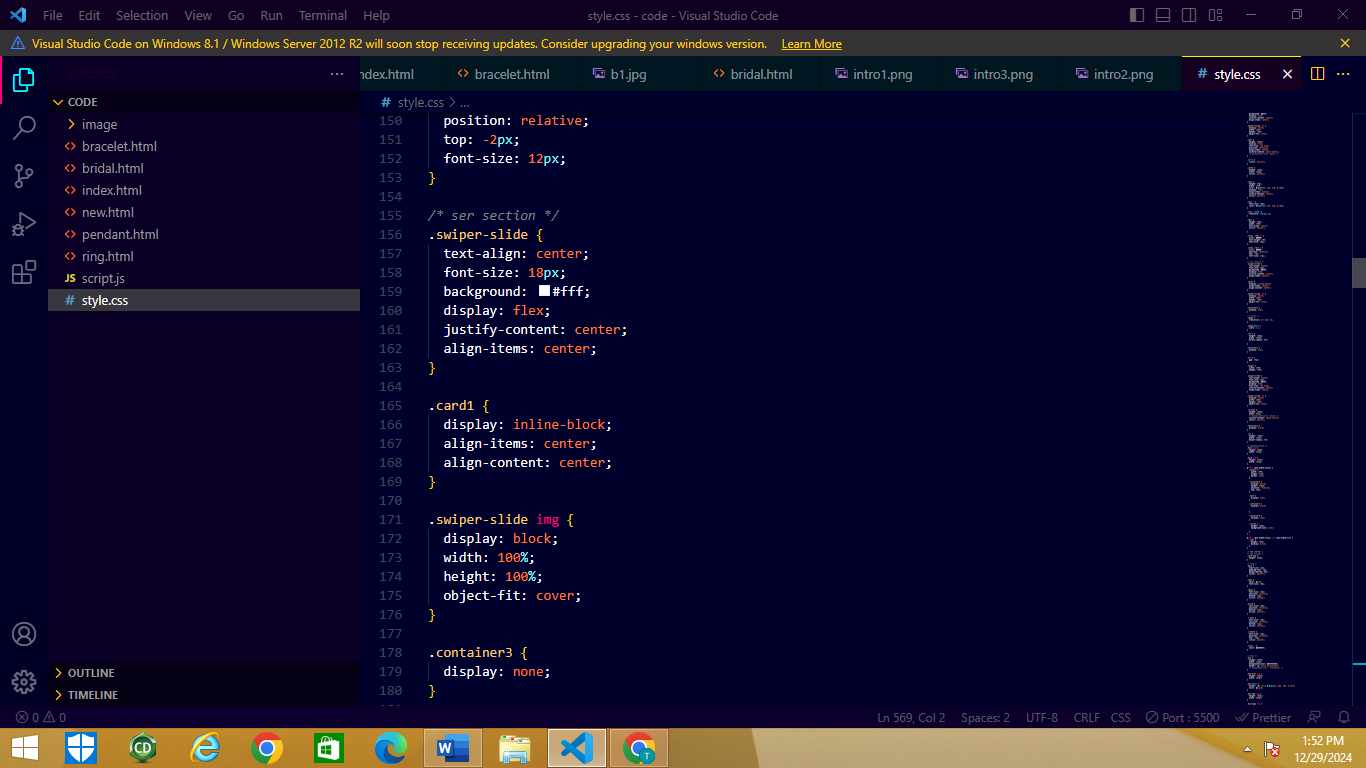 File Edit Selection View Go Run Terminal Help
style.css - code - Visual Studio Code
Visual Studio Code on Windows 8.1 / Windows Server 2012 R2 will soon stop receiving updates. Consider upgrading your windows version. Learn More
EXPLORER
ndex.html bracelet.html b1.jpg bridal.html intro1.png intro3.png intro2.png # style.css
CODE
image
bracelet.html
bridal.html
index.html
new.html
pendant.html
ring.html
JS script.js
# style.css
OUTLINE
TIMELINE
# style.css > ...
150 position: relative;
151 top: -2px;
152 font-size: 12px;
153 }
154
155 /* ser section */
156 .swiper-slide {
157 text-align: center;
158 font-size: 18px;
159 background: #fff;
160 display: flex;
161 justify-content: center;
162 align-items: center;
163 }
164
165 .card1 {
166 display: inline-block;
167 align-items: center;
168 align-content: center;
169 }
170
171 .swiper-slide img {
172 display: block;
173 width: 100%;
174 height: 100%;
175 object-fit: cover;
176 }
177
178 .container3 {
179 display: none;
180 }
0 0 Ln 569, Col 2 Spaces: 2 UTF-8 CRLF CSS Port : 5500 Prettier
CD W T
1:52 PM
12/29/2024